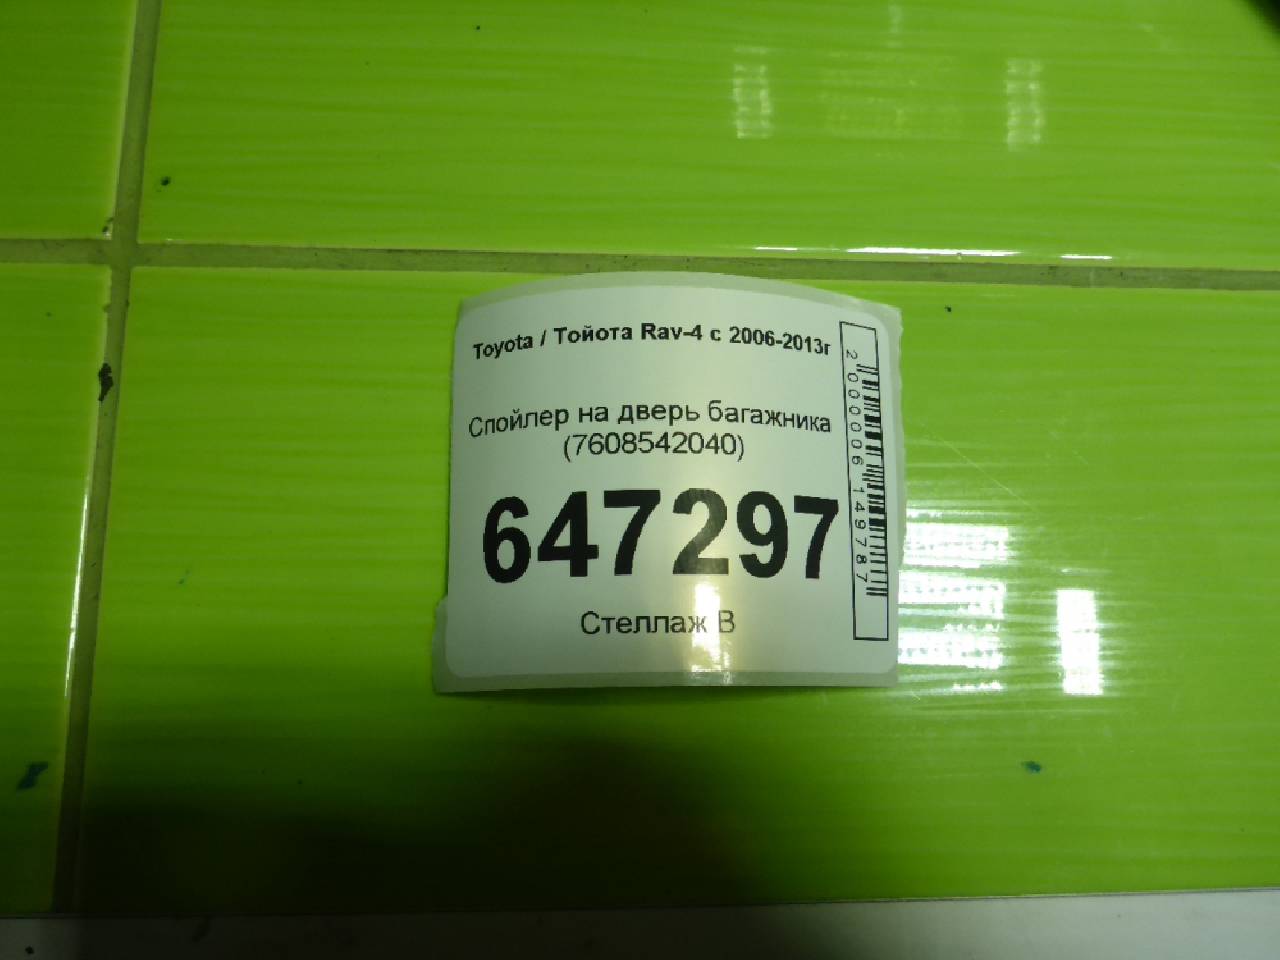 Toyota / Тойота Rav-4 с 2006-2013г
Спойлер на дверь багажника
(7608542040)
647297
Стеллаж В
2000006149787